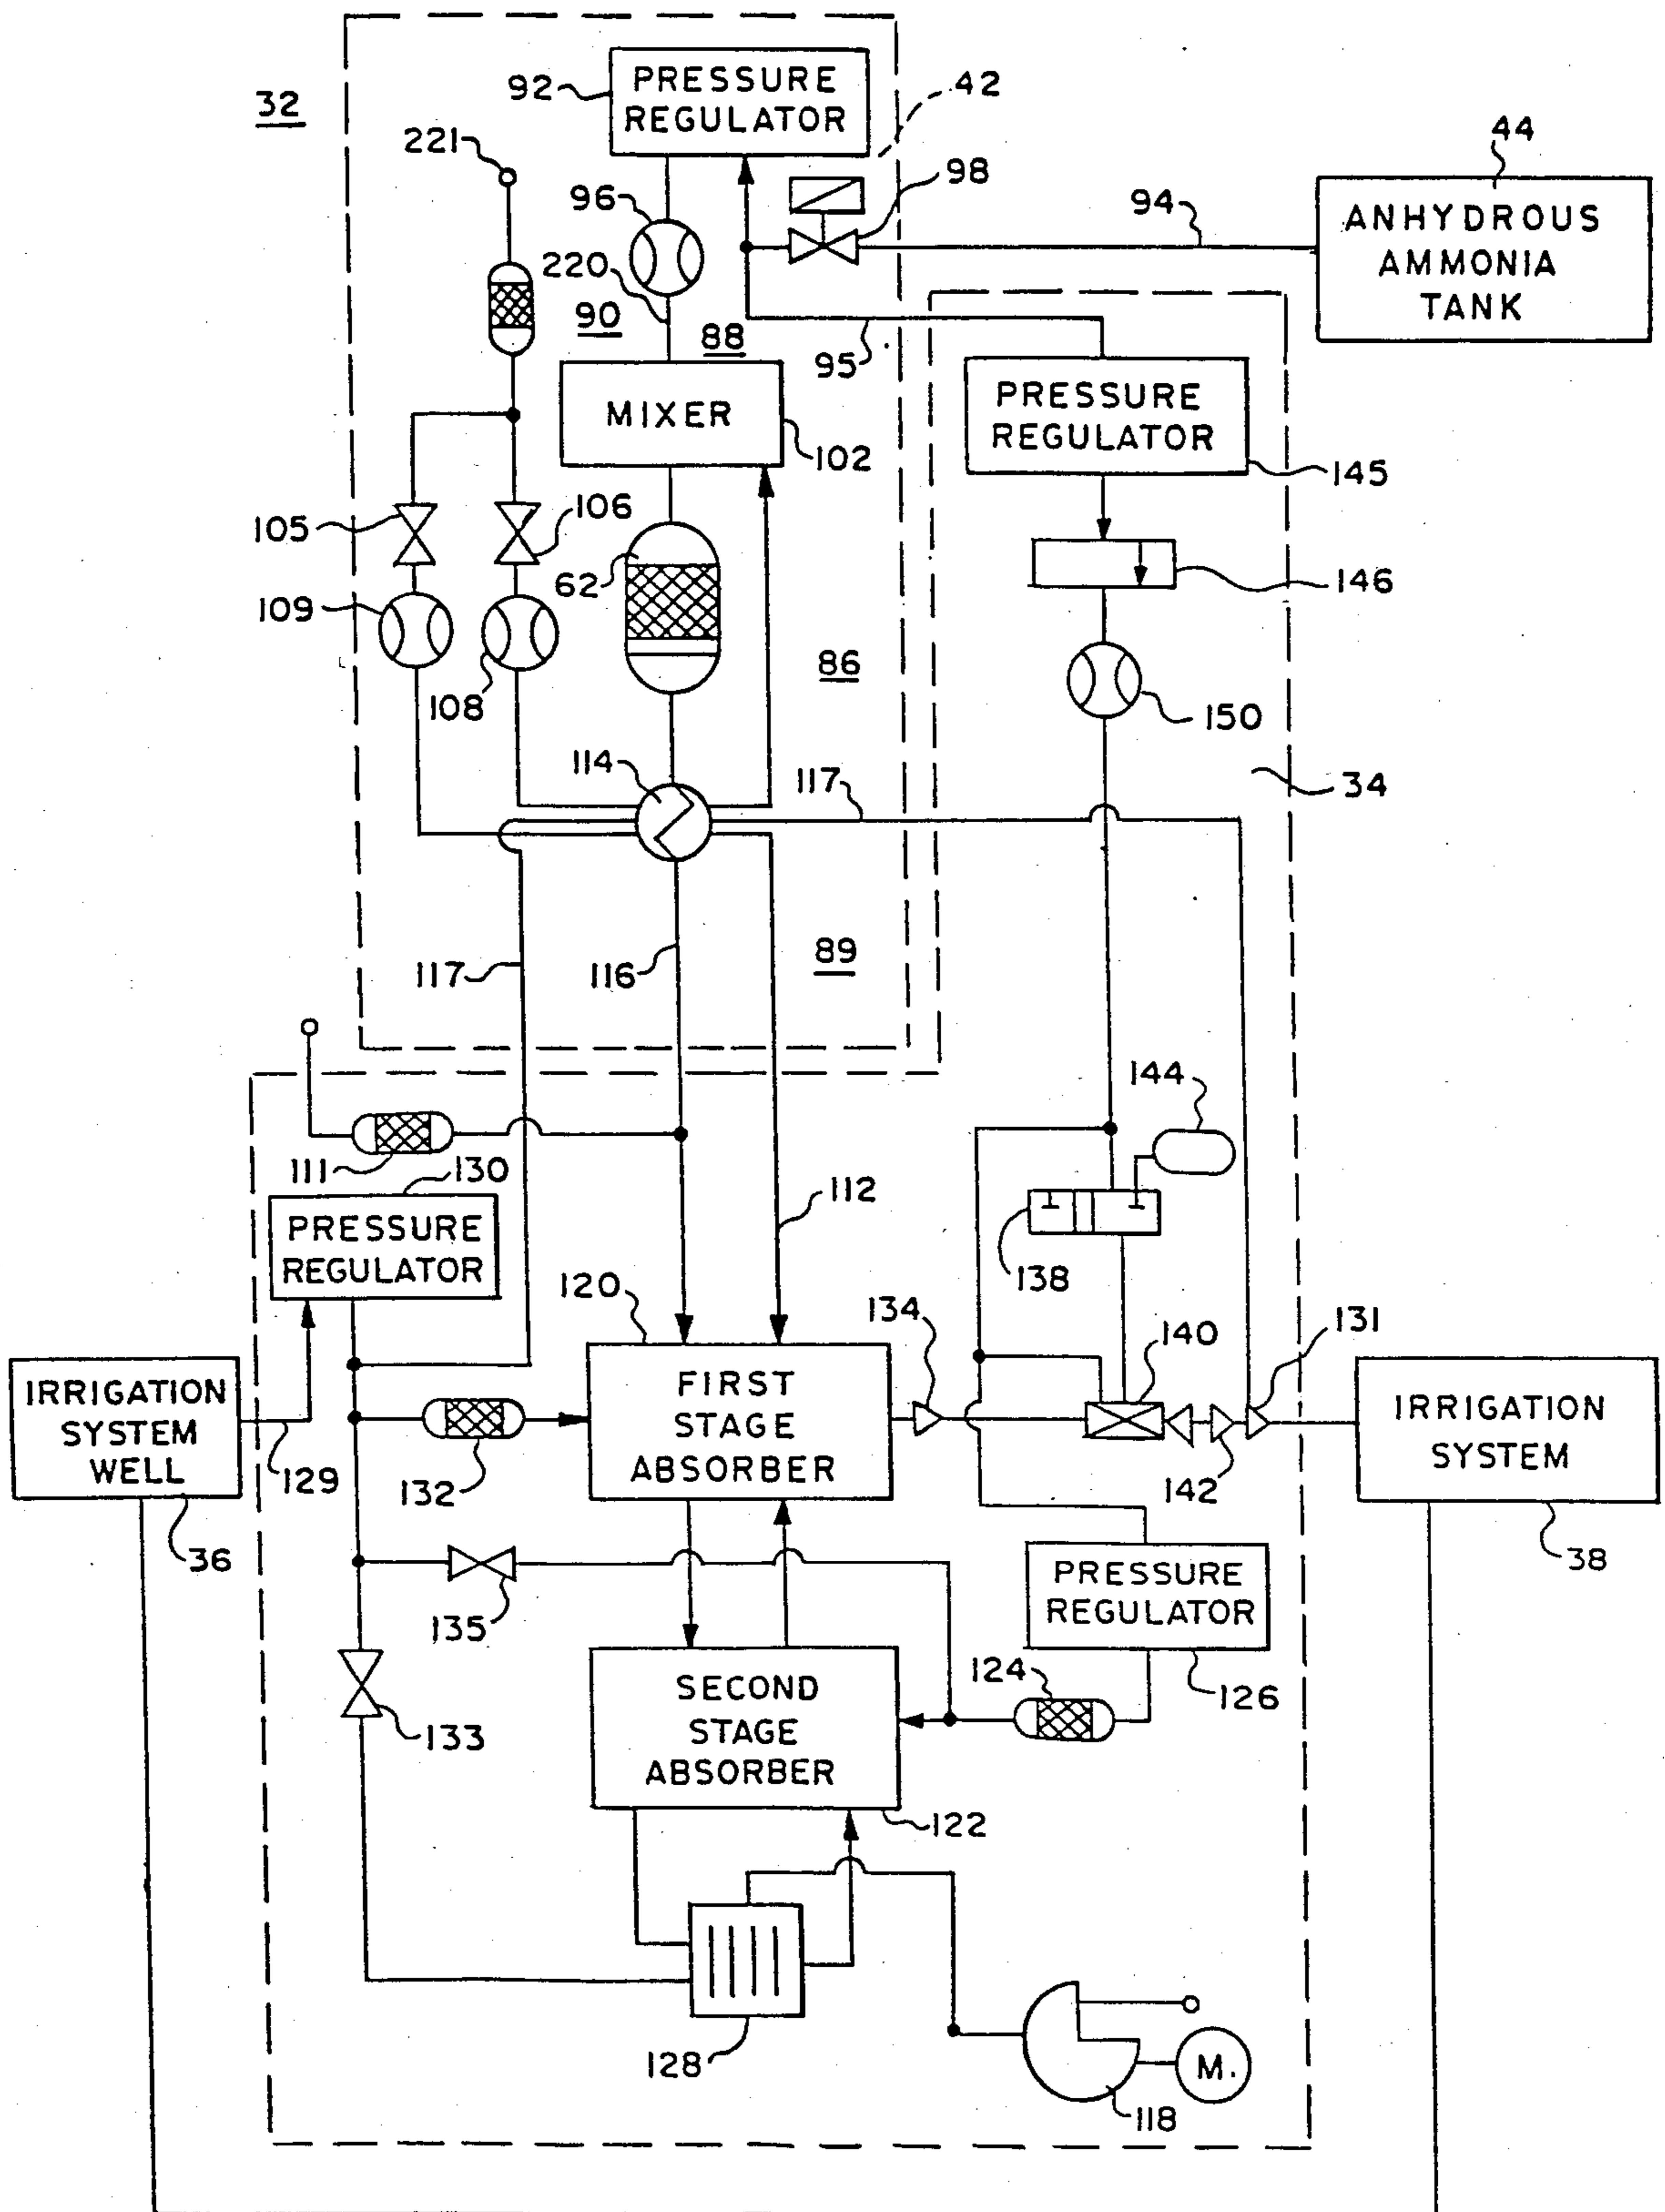 32
92
PRESSURE
REGULATOR
42
221
96
98
94
44
ANHYDROUS
AMMONIA
TANK
220
90
88
95
MIXER
102
PRESSURE
REGULATOR
145
105
106
62
146
109
108
86
150
114
117
34
117
116
89
111
130
144
112
138
PRESSURE
REGULATOR
120
134
140
131
IRRIGATION
SYSTEM
WELL
FIRST
STAGE
ABSORBER
IRRIGATION
SYSTEM
129
132
142
36
38
135
PRESSURE
REGULATOR
133
SECOND
STAGE
ABSORBER
124
126
122
128
M.
118